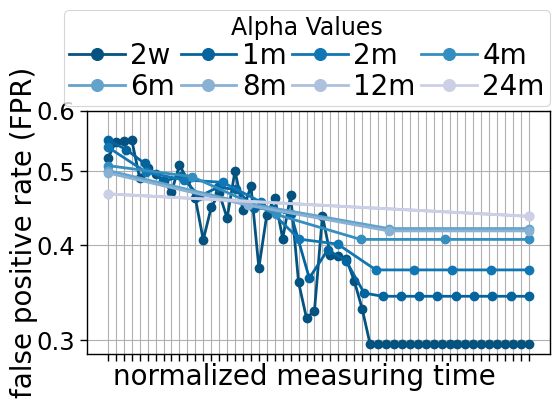 Alpha Values
2w 1m 2m 4m
6m 8m 12m 24m
false positive rate (FPR)
0.6
0.5
0.4
0.3
normalized measuring time